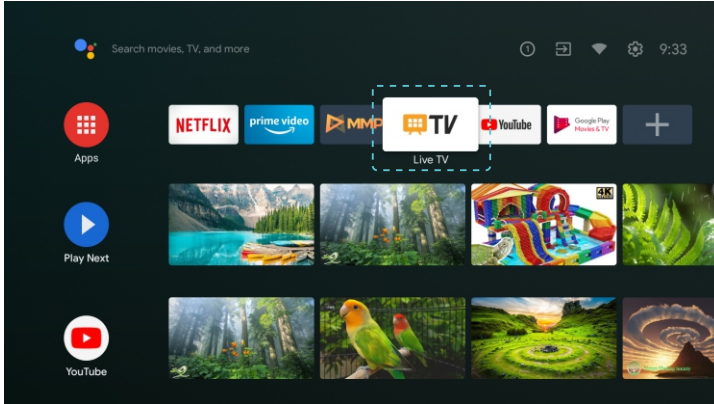 Search movies, TV, and more
1
9:33
NETFLIX
prime video
MMP
TV
YouTube
Google Play
Movies & TV
Apps
Live TV
4K
Play Next
YouTube